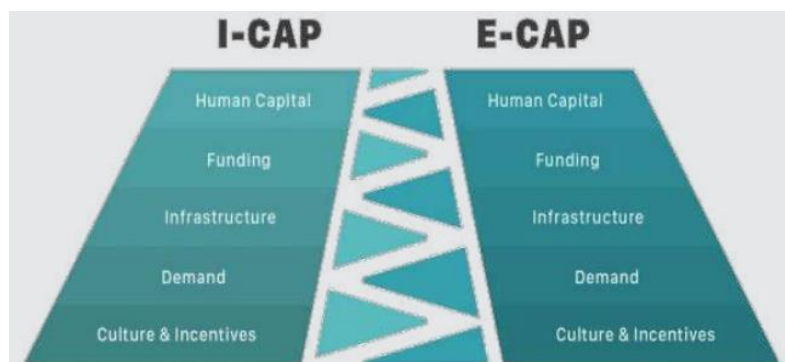 I-CAP
E-CAP
Human Capital
Human Capital
Funding
Funding
Infrastructure
Infrastructure
Demand
Demand
Culture & Incentives
Culture & Incentives